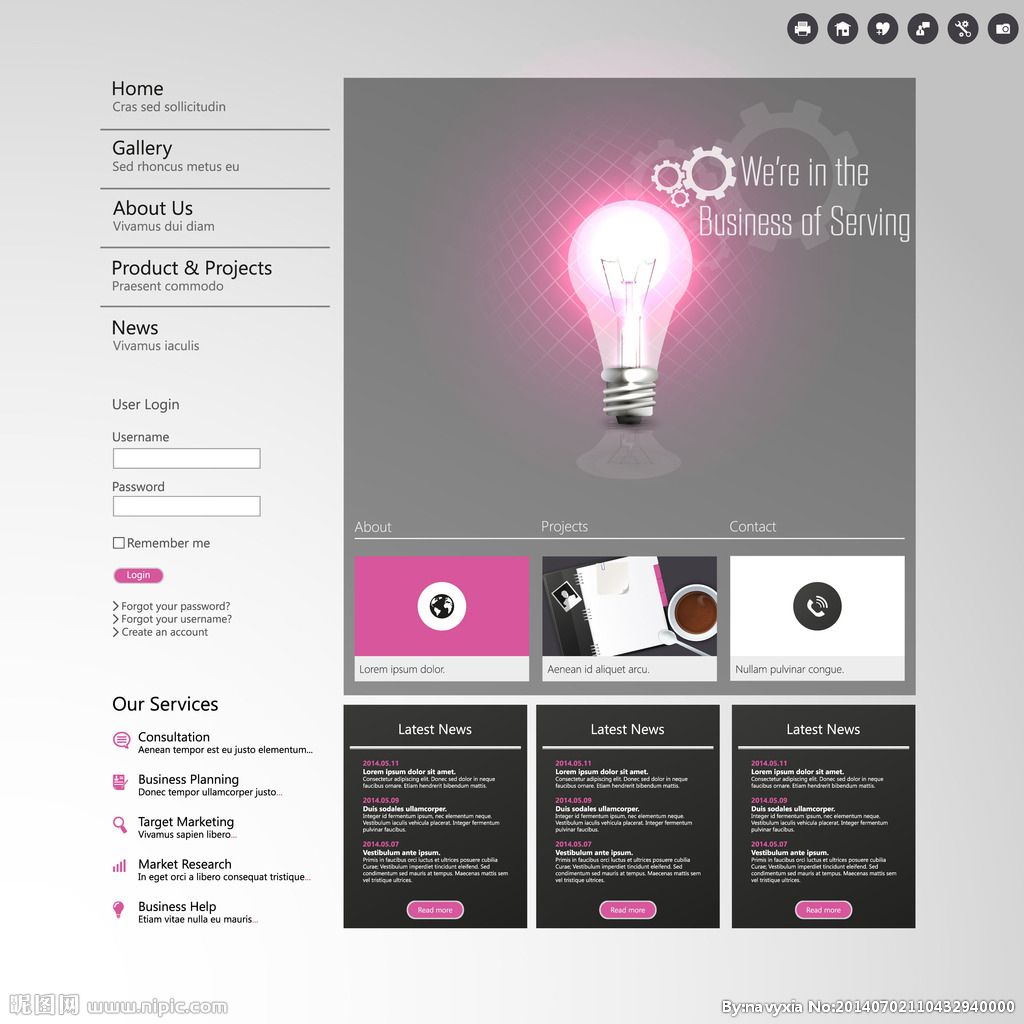 Home
Cras sed sollicitudin
Gallery
Sed rhoncus metus eu
About Us
Vivamus dui diam
Product & Projects
Praesent commodo
News
Vivamus iaculis
User Login
Username
Password
Remember me
Login
Forgot your password?
Forgot your username?
Create an account
Our Services
Consultation
Aenean tempor est eu justo elementum...
Business Planning
Donec tempor ullamcorper justo...
Target Marketing
Vivamus sapien libero...
Market Research
In eget orci a libero consequat tristique...
Business Help
Etiam vitae nulla eu mauris...
We're in the
Business of Serving
About
Projects
Contact
Lorem ipsum dolor.
Aenean id aliquet arcu.
Nullam pulvinar congue.
Latest News
2014.05.11
Lorem ipsum dolor sit amet.
Consectetur adipiscing elit. Donec sed dolor in neque
faucibus ornare. Etiam hendrerit bibendum mattis.
2014.05.09
Duis sodales ullamcorper.
Integer id fermentum ipsum, nec elementum neque.
Vestibulum iaculis vehicula placerat. Integer fermentum
pulvinar faucibus.
2014.05.07
Vestibulum ante ipsum.
Primis in faucibus orci luctus et ultrices posuere cubilia
Curae; Vestibulum imperdiet tincidunt eleifend. Sed
condimentum sed mauris at tempus. Maecenas mattis sem
vel tristique ultrices.
Read more
Latest News
2014.05.11
Lorem ipsum dolor sit amet.
Consectetur adipiscing elit. Donec sed dolor in neque
faucibus ornare. Etiam hendrerit bibendum mattis.
2014.05.09
Duis sodales ullamcorper.
Integer id fermentum ipsum, nec elementum neque.
Vestibulum iaculis vehicula placerat. Integer fermentum
pulvinar faucibus.
2014.05.07
Vestibulum ante ipsum.
Primis in faucibus orci luctus et ultrices posuere cubilia
Curae; Vestibulum imperdiet tincidunt eleifend. Sed
condimentum sed mauris at tempus. Maecenas mattis sem
vel tristique ultrices.
Read more
Latest News
2014.05.11
Lorem ipsum dolor sit amet.
Consectetur adipiscing elit. Donec sed dolor in neque
faucibus ornare. Etiam hendrerit bibendum mattis.
2014.05.09
Duis sodales ullamcorper.
Integer id fermentum ipsum, nec elementum neque.
Vestibulum iaculis vehicula placerat. Integer fermentum
pulvinar faucibus.
2014.05.07
Vestibulum ante ipsum.
Primis in faucibus orci luctus et ultrices posuere cubilia
Curae; Vestibulum imperdiet tincidunt eleifend. Sed
condimentum sed mauris at tempus. Maecenas mattis sem
vel tristique ultrices.
Read more
昵图网 www.nipic.com
By:navyxia No:20140702110432940000